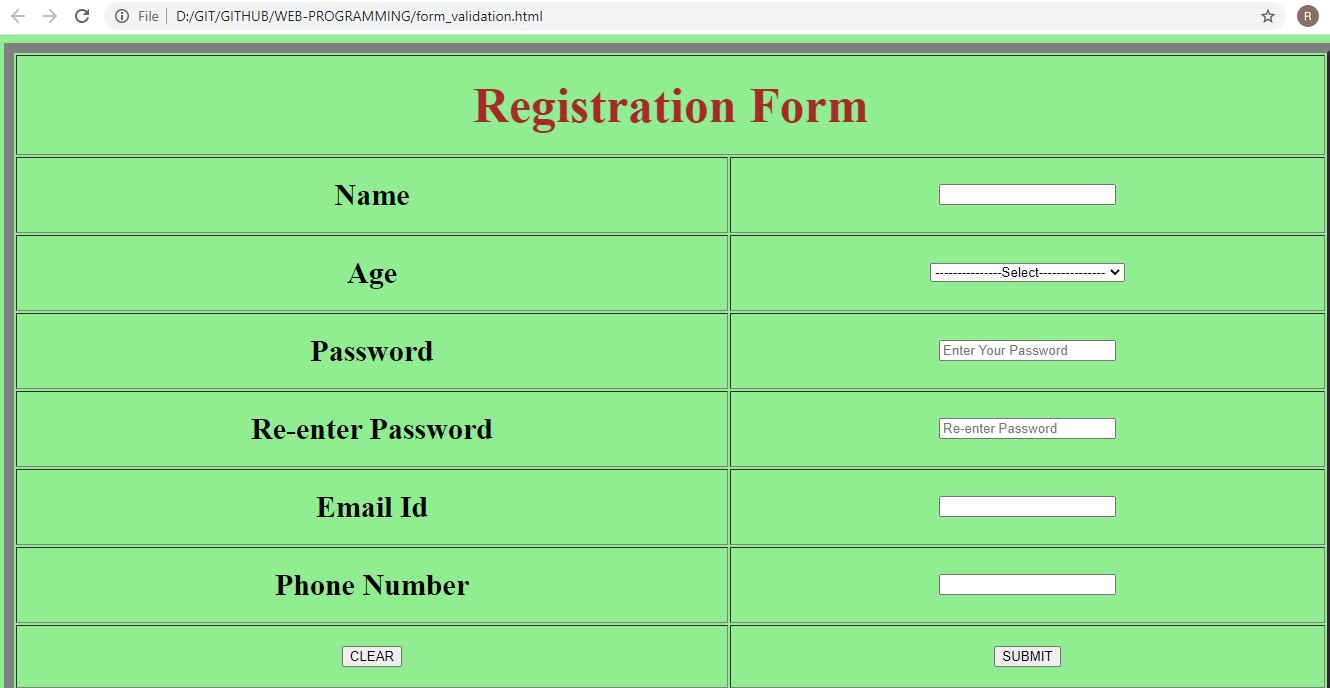 File D:/GIT/GITHUB/WEB-PROGRAMMING/form_validation.html R
Registration Form
Name
Age ---------------Select---------------
Password Enter Your Password
Re-enter Password Re-enter Password
Email Id
Phone Number
CLEAR SUBMIT